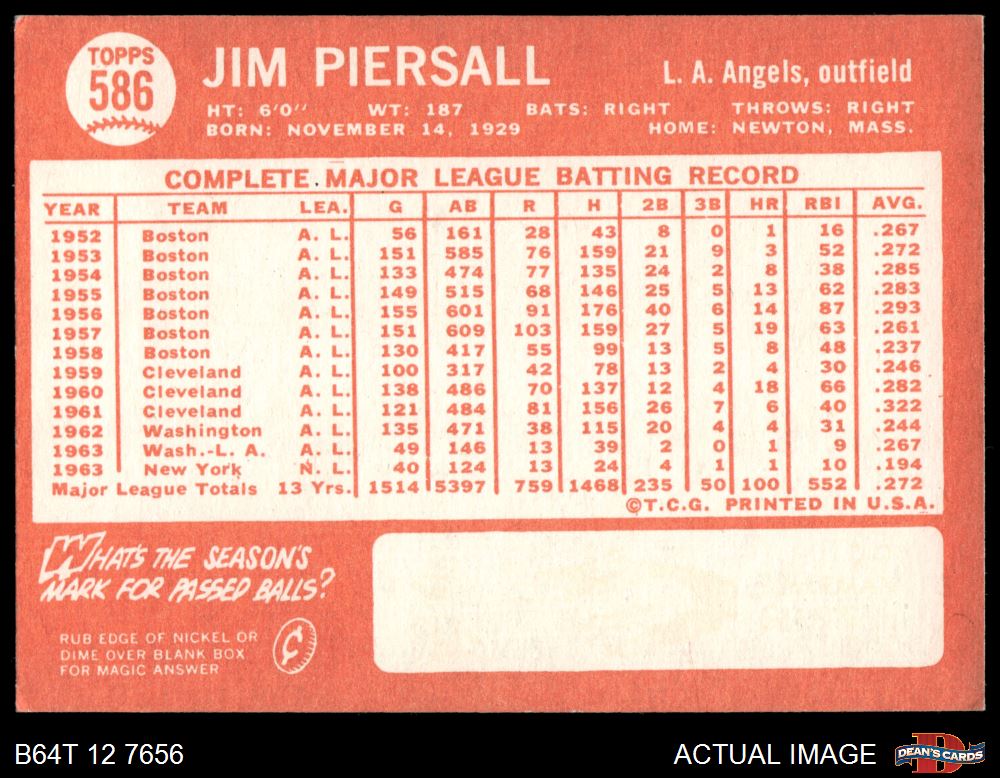 TOPPS
586
JIM PIERSALL
L. A. Angels, outfield
HT: 6'0" WT: 187 BATS: RIGHT THROWS: RIGHT
BORN: NOVEMBER 14, 1929 HOME: NEWTON, MASS.
COMPLETE MAJOR LEAGUE BATTING RECORD
YEAR TEAM LEA. G AB R H 2B 3B HR RBI AVG.
1952 Boston A. L. 56 161 28 43 8 0 1 16 .267
1953 Boston A. L. 151 585 76 159 21 9 3 52 .272
1954 Boston A. L. 133 474 77 135 24 2 8 38 .285
1955 Boston A. L. 149 515 68 146 25 5 13 62 .283
1956 Boston A. L. 155 601 91 176 40 6 14 87 .293
1957 Boston A. L. 151 609 103 159 27 5 19 63 .261
1958 Boston A. L. 130 417 55 99 13 5 8 48 .237
1959 Cleveland A. L. 100 317 42 78 13 2 4 30 .246
1960 Cleveland A. L. 138 486 70 137 12 4 18 66 .282
1961 Cleveland A. L. 121 484 81 156 26 7 6 40 .322
1962 Washington A. L. 135 471 38 115 20 4 4 31 .244
1963 Wash.-L. A. A. L. 49 146 13 39 2 0 1 9 .267
1963 New York N. L. 40 124 13 24 4 1 1 10 .194
Major League Totals 13 Yrs. 1514 5397 759 1468 235 50 100 552 .272
©T.C.G. PRINTED IN U.S.A.
WHAT'S THE SEASON'S
MARK FOR PASSED BALLS?
RUB EDGE OF NICKEL OR
DIME OVER BLANK BOX
FOR MAGIC ANSWER
¢
B64T 12 7656
ACTUAL IMAGE
D
DEAN'S CARDS